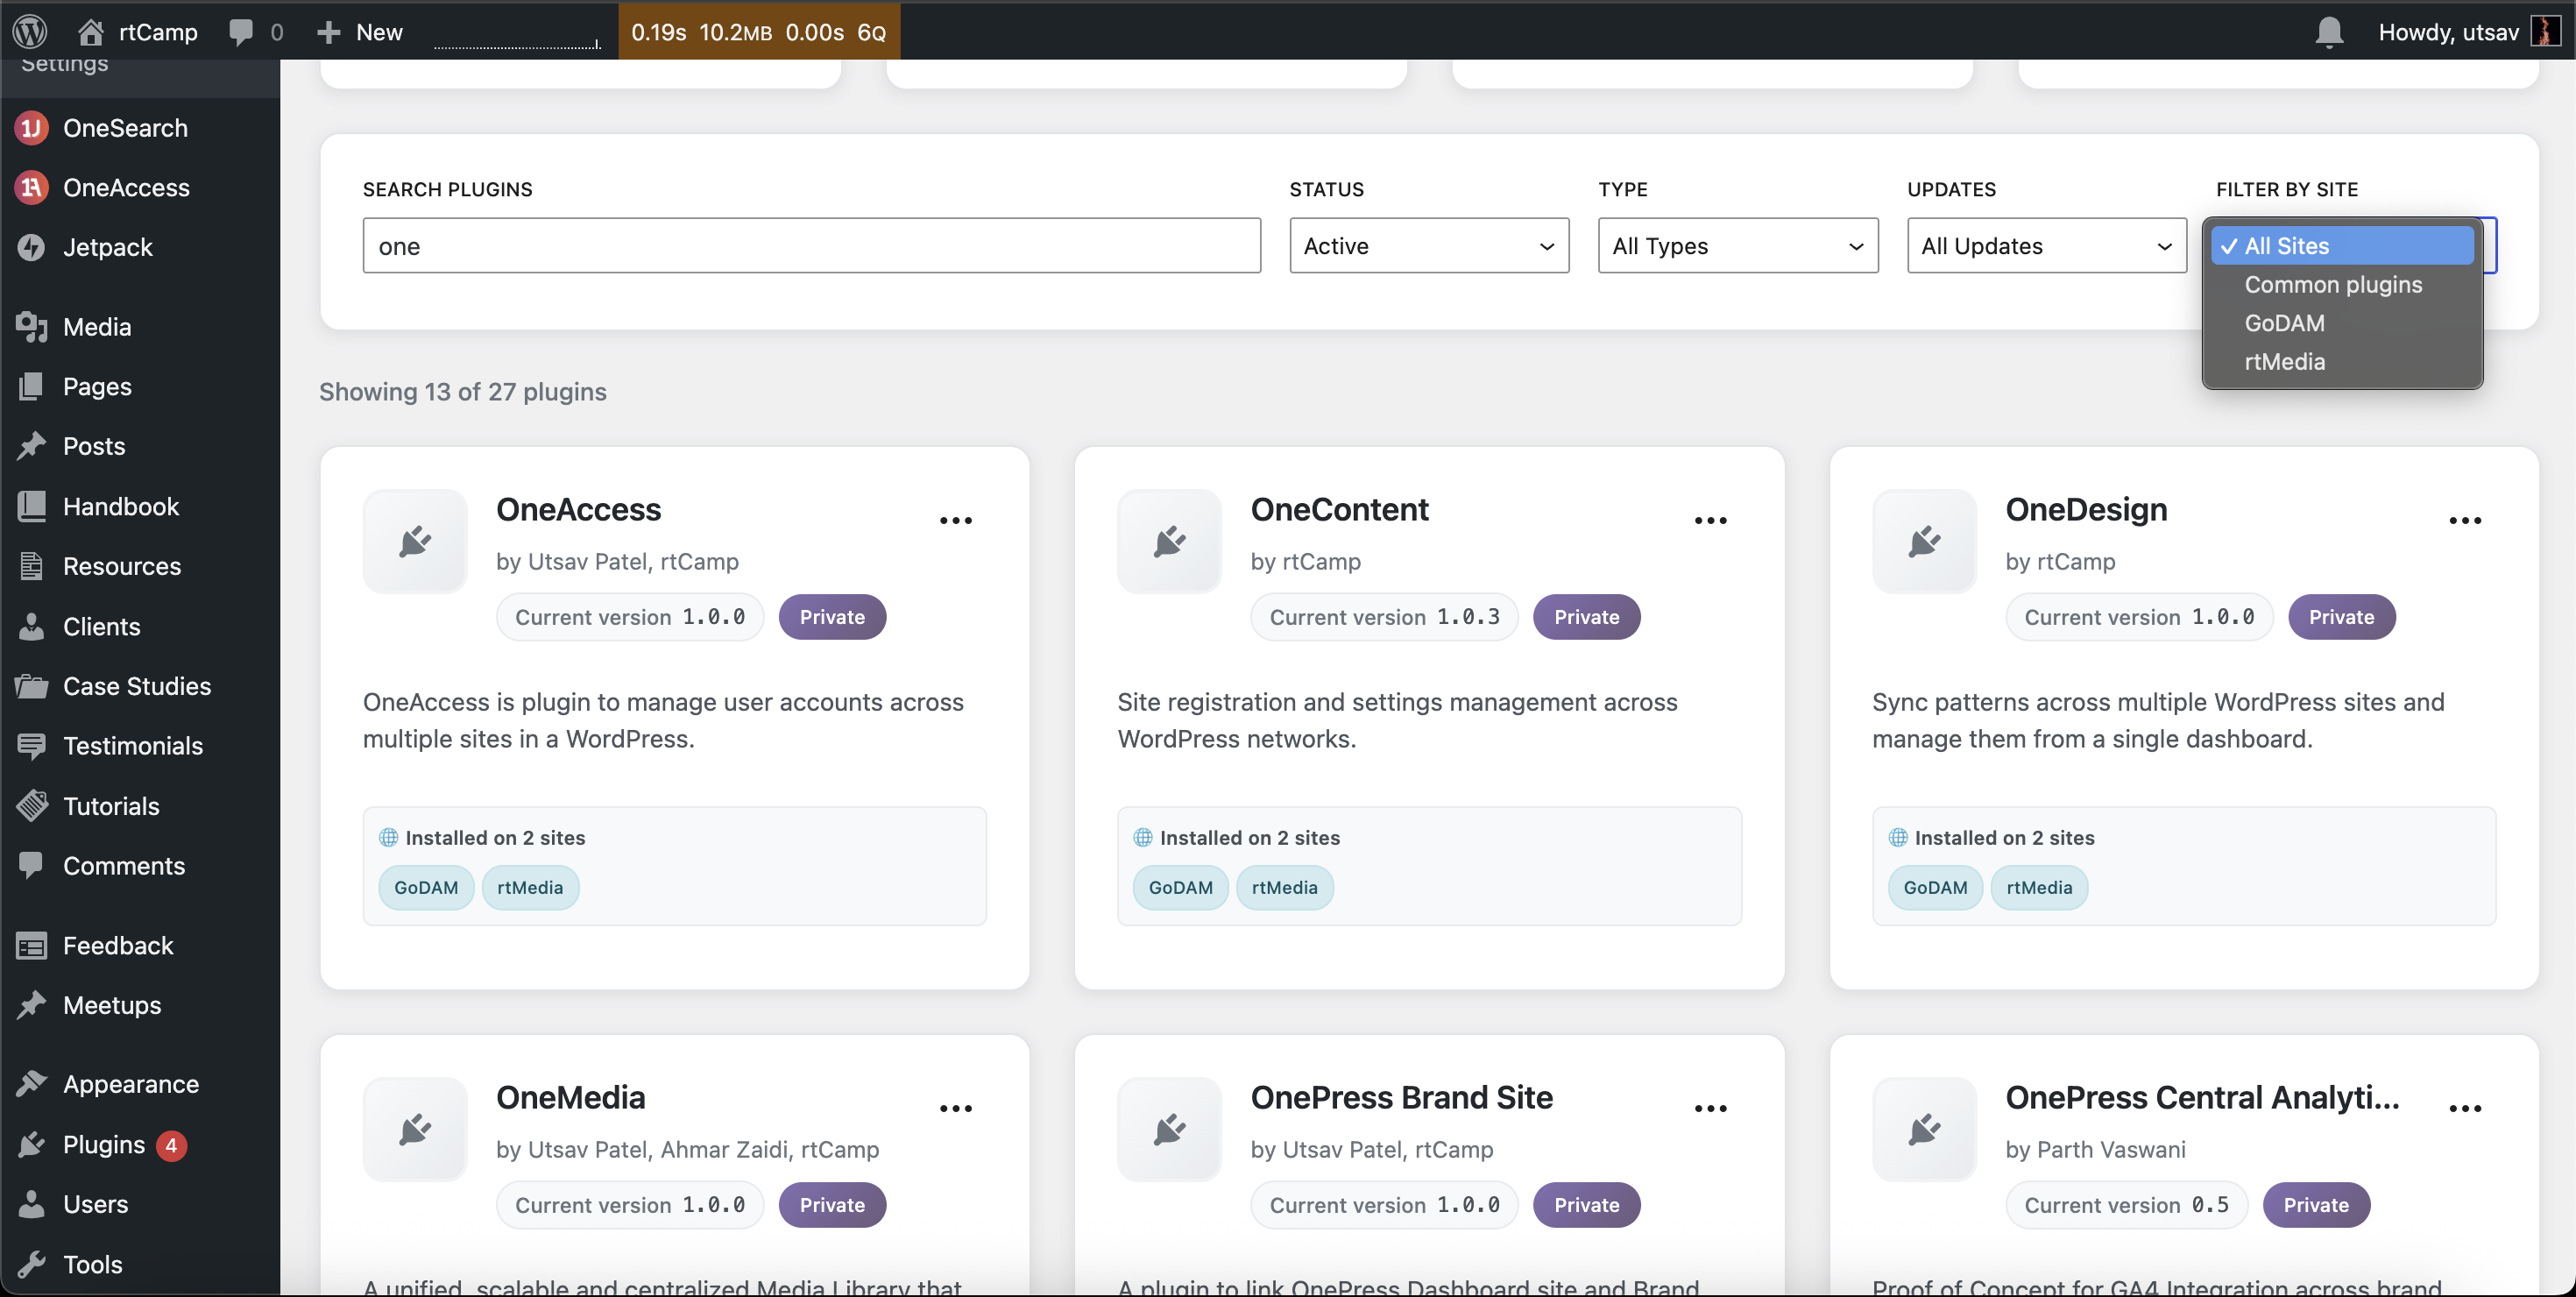 rtCamp 0 New 0.19s 10.2MB 0.00s 6Q Howdy, utsav
Settings
OneSearch
OneAccess
Jetpack
Media
Pages
Posts
Handbook
Resources
Clients
Case Studies
Testimonials
Tutorials
Comments
Feedback
Meetups
Appearance
Plugins 4
Users
Tools
SEARCH PLUGINS STATUS TYPE UPDATES FILTER BY SITE
one Active All Types All Updates
✓ All Sites
Common plugins
GoDAM
rtMedia
Showing 13 of 27 plugins
OneAccess
by Utsav Patel, rtCamp
Current version 1.0.0 Private
OneAccess is plugin to manage user accounts across
multiple sites in a WordPress.
Installed on 2 sites
GoDAM rtMedia
OneContent
by rtCamp
Current version 1.0.3 Private
Site registration and settings management across
WordPress networks.
Installed on 2 sites
GoDAM rtMedia
OneDesign
by rtCamp
Current version 1.0.0 Private
Sync patterns across multiple WordPress sites and
manage them from a single dashboard.
Installed on 2 sites
GoDAM rtMedia
OneMedia
by Utsav Patel, Ahmar Zaidi, rtCamp
Current version 1.0.0 Private
A unified, scalable and centralized Media Library that
OnePress Brand Site
by Utsav Patel, rtCamp
Current version 1.0.0 Private
A plugin to link OnePress Dashboard site and Brand
OnePress Central Analyti...
by Parth Vaswani
Current version 0.5 Private
Proof of Concept for GA4 Integration across brand